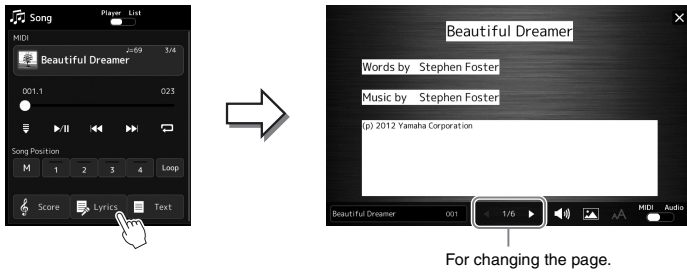 Song
Player List
MIDI
♩=69 3/4
Beautiful Dreamer
001.1 023
Song Position
M 1 2 3 4 Loop
Score Lyrics Text
Beautiful Dreamer
Words by Stephen Foster
Music by Stephen Foster
(p) 2012 Yamaha Corporation
Beautiful Dreamer 001 1/6 AA MIDI Audio
For changing the page.